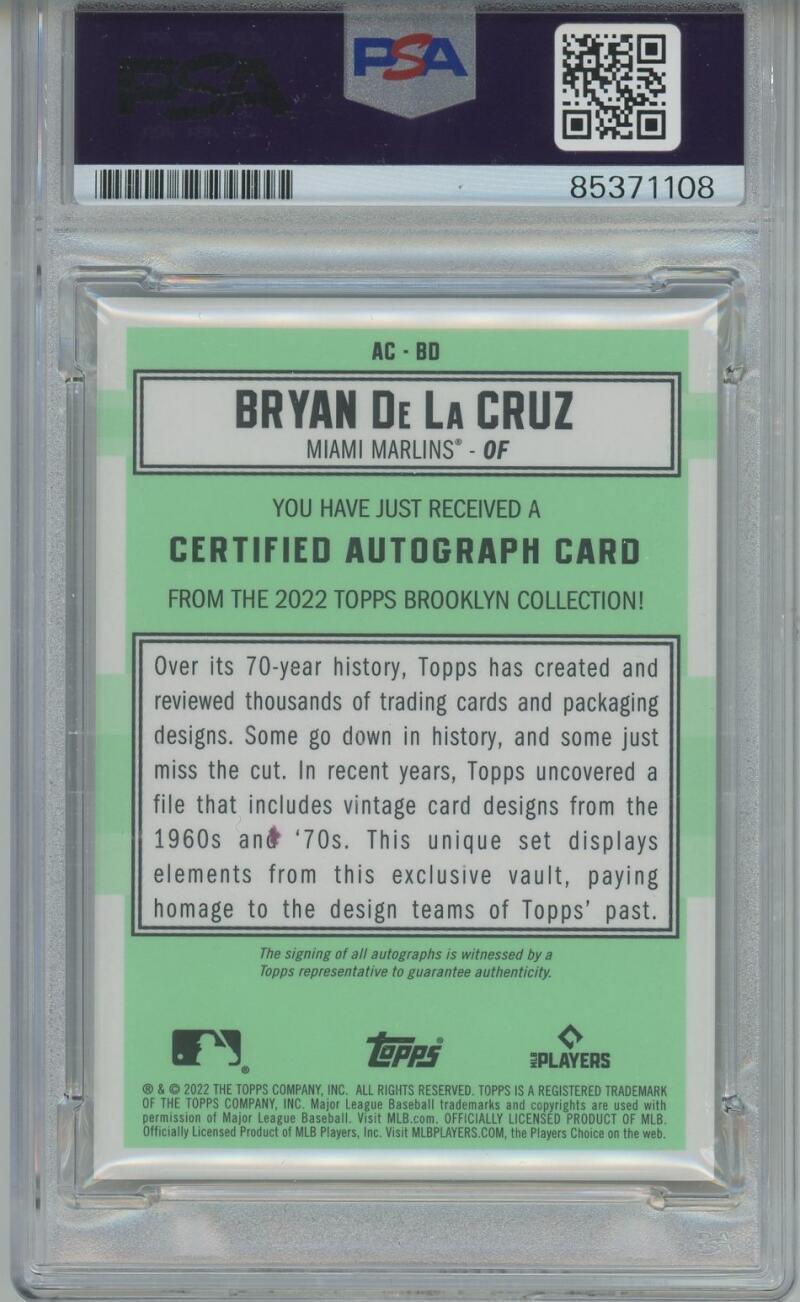 PSA
PSA
85371108
AC - BD
BRYAN DE LA CRUZ
MIAMI MARLINS® - OF
YOU HAVE JUST RECEIVED A
CERTIFIED AUTOGRAPH CARD
FROM THE 2022 TOPPS BROOKLYN COLLECTION!
Over its 70-year history, Topps has created and
reviewed thousands of trading cards and packaging
designs. Some go down in history, and some just
miss the cut. In recent years, Topps uncovered a
file that includes vintage card designs from the
1960s and ‘70s. This unique set displays
elements from this exclusive vault, paying
homage to the design teams of Topps’ past.
The signing of all autographs is witnessed by a
Topps representative to guarantee authenticity.
®
topps®
MLB PLAYERS
® & © 2022 THE TOPPS COMPANY, INC. ALL RIGHTS RESERVED. TOPPS IS A REGISTERED TRADEMARK
OF THE TOPPS COMPANY, INC. Major League Baseball trademarks and copyrights are used with
permission of Major League Baseball. Visit MLB.com. OFFICIALLY LICENSED PRODUCT OF MLB.
Officially Licensed Product of MLB Players, Inc. Visit MLBPLAYERS.COM, the Players Choice on the web.